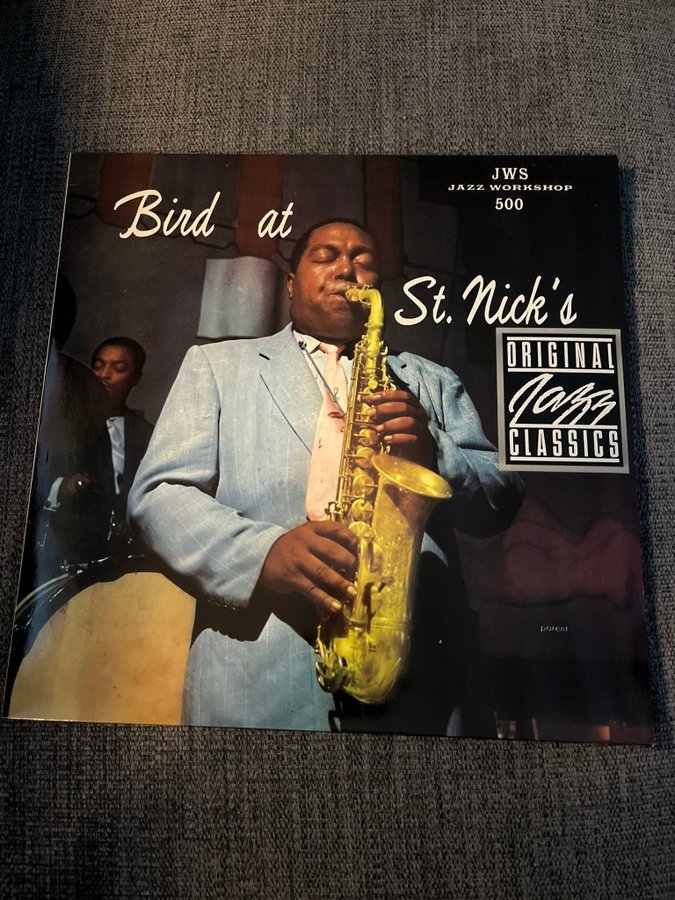 JWS
JAZZ WORKSHOP
500
Bird at
St. Nick's
ORIGINAL
Jazz
CLASSICS
parent